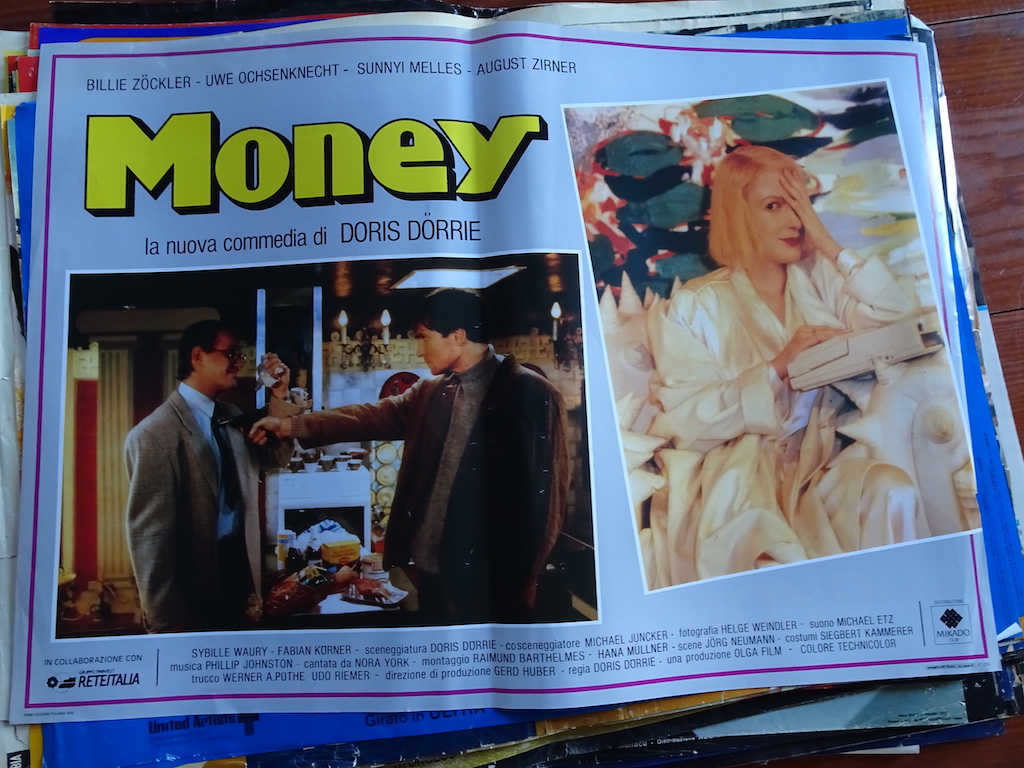 BILLIE ZÖCKLER - UWE OCHSENKNECHT - SUNNYI MELLES - AUGUST ZIRNER
Money
la nuova commedia di DORIS DÖRRIE
IN COLLABORAZIONE CON
RETEITALIA
SYBILLE WAURY - FABIAN KÖRNER - sceneggiatura DORIS DÖRRIE - cosceneggiatore MICHAEL JUNCKER - fotografia HELGE WEINDLER - suono MICHAEL ETZ
musica PHILLIP JOHNSTON - cantata da NORA YORK - montaggio RAIMUND BARTHELMES - HANA MÜLLNER - scene JÖRG NEUMANN - costumi SIEGBERT KAMMERER
trucco WERNER A.PÜTHE UDO RIEMER - direzione di produzione GERD HUBER - regia DORIS DÖRRIE - una produzione OLGA FILM - COLORE TECHNICOLOR
DISTRIBUZIONE
MIKADO
FILM
United Artists
Girato in ULTRA